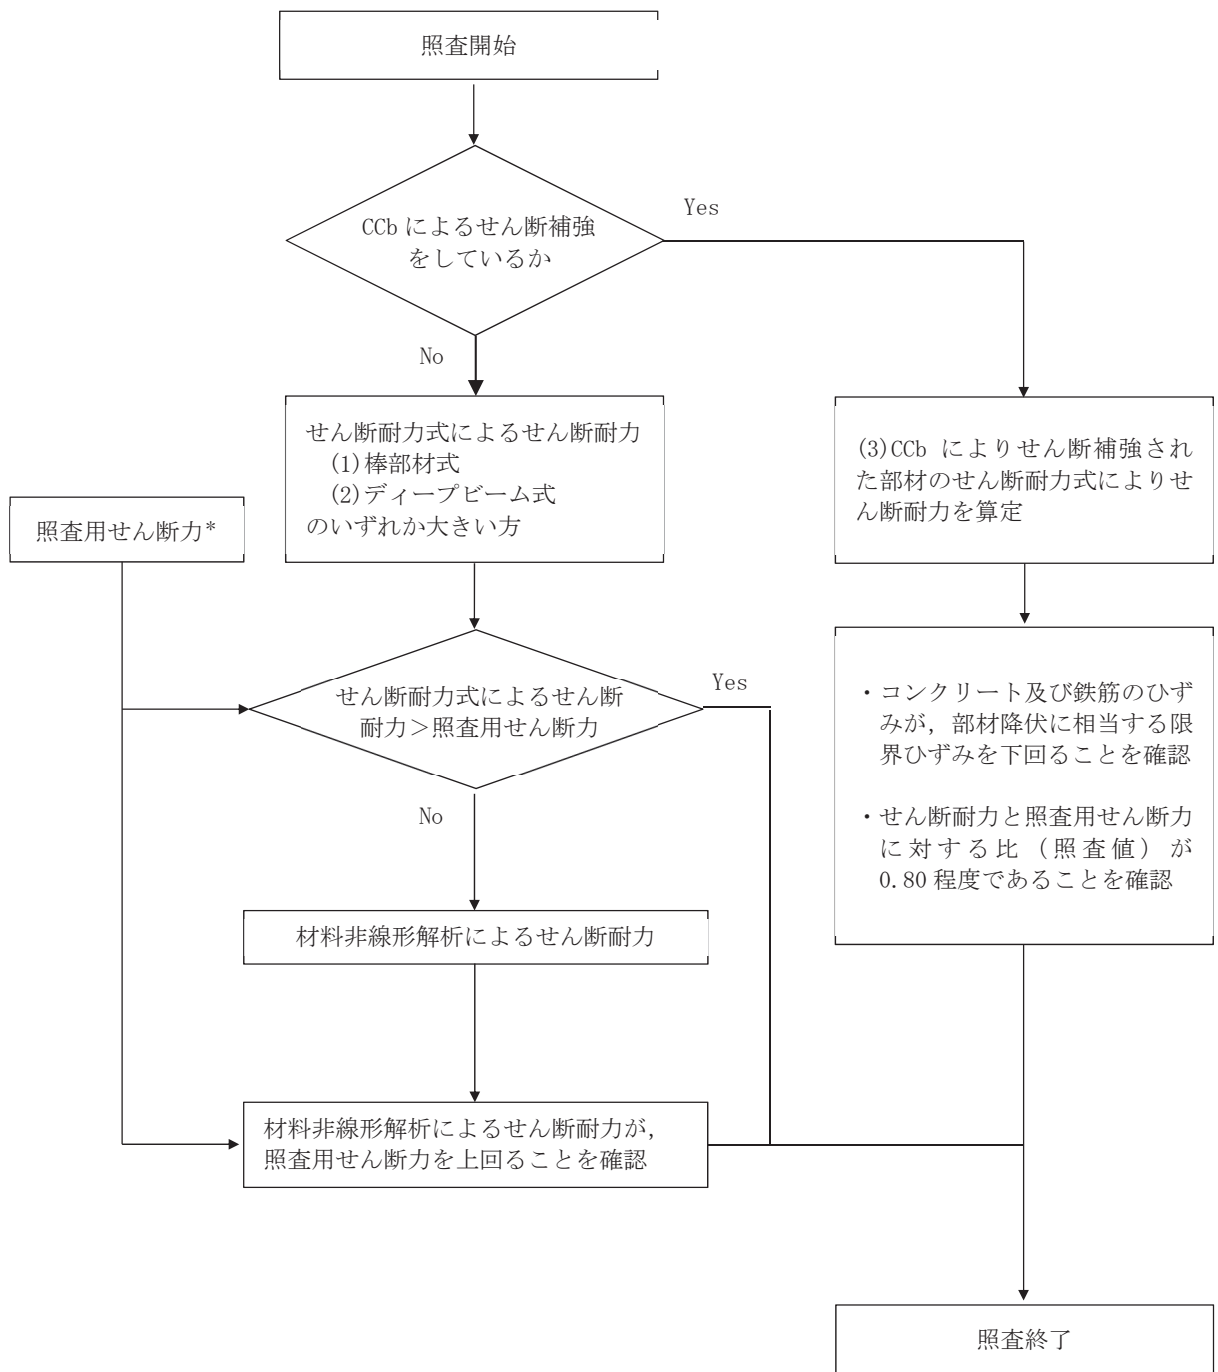 照査開始
CCb によるせん断補強
をしているか
Yes
No
せん断耐力式によるせん断耐力
(1)棒部材式
(2)ディープビーム式
のいずれか大きい方
(3)CCb によりせん断補強され
た部材のせん断耐力式によりせ
ん断耐力を算定
照査用せん断力*
せん断耐力式によるせん断
耐力＞照査用せん断力
Yes
No
・コンクリート及び鉄筋のひず
みが，部材降伏に相当する限
界ひずみを下回ることを確認
・せん断耐力と照査用せん断力
に対する比（照査値）が
0.80 程度であることを確認
材料非線形解析によるせん断耐力
材料非線形解析によるせん断耐力が，
照査用せん断力を上回ることを確認
照査終了